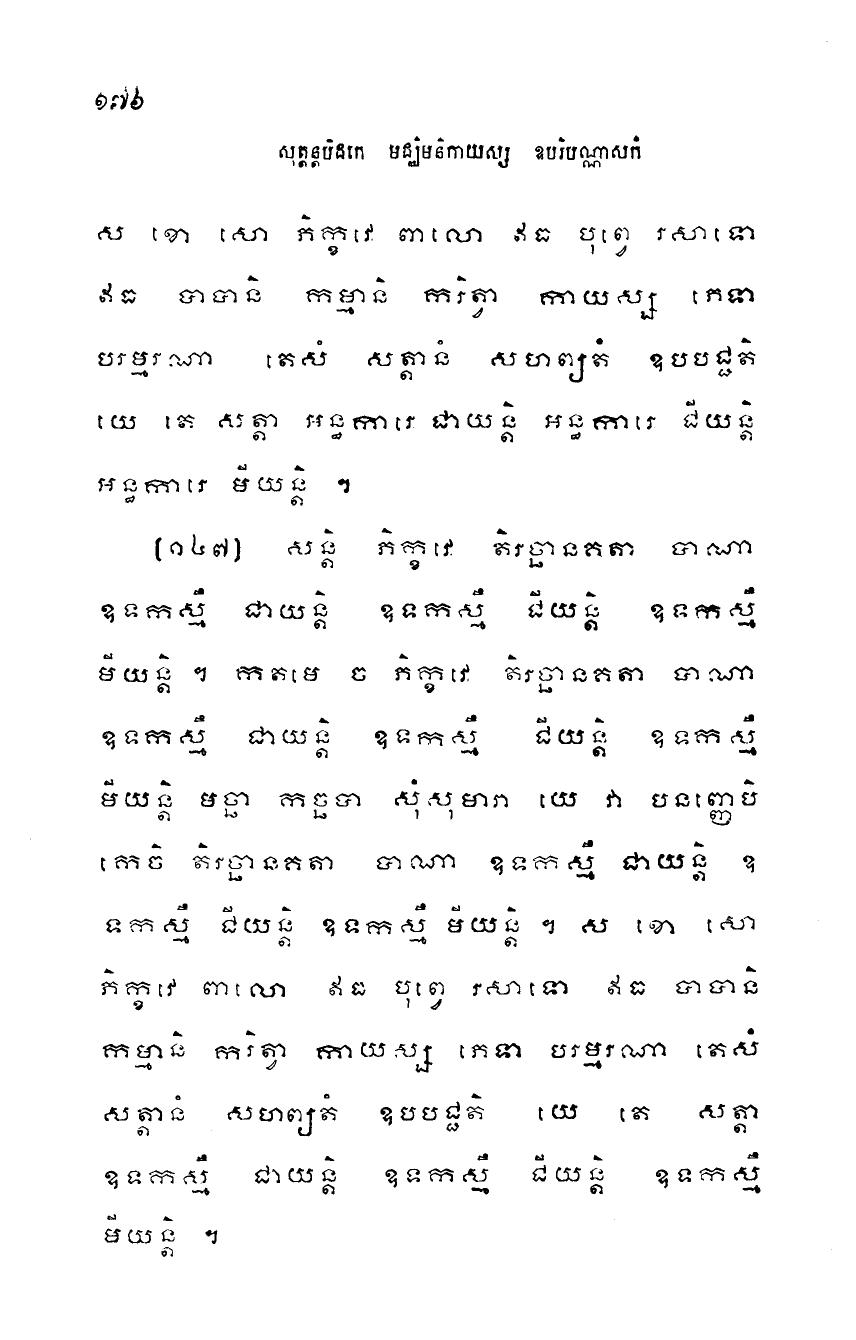 ១៧៦
សុត្តន្តបិដកេ មជ្ឈិមនិកាយស្ស ឧបរិបណ្ណាសកំ
ស ខោ សោ ភិក្ខវេ ពាលោ ឥធ បុព្វេ រសាទោ
ឥធ បាបានិ កម្មានិ ករិត្វា កាយស្ស ភេទា
បរម្មរណា តេសំ សត្តានំ សហព្យតំ ឧបបជ្ជតិ
យេ តេ សត្តា អន្ធការេ ជាយន្តិ អន្ធការេ ជីយន្តិ
អន្ធការេ មីយន្តិ ។
[១៤៧] សន្តិ ភិក្ខវេ តិរច្ឆានគតា បាណា
ឧទកស្មឹ ជាយន្តិ ឧទកស្មឹ ជីយន្តិ ឧទកស្មឹ
មីយន្តិ ។ កតមេ ច ភិក្ខវេ តិរច្ឆានគតា បាណា
ឧទកស្មឹ ជាយន្តិ ឧទកស្មឹ ជីយន្តិ ឧទកស្មឹ
មីយន្តិ មច្ឆា កច្ឆបា សុំសុមារា យេ វា បនញ្ញេបិ
កេចិ តិរច្ឆានគតា បាណា ឧទកស្មឹ ជាយន្តិ ឧ
ទកស្មឹ ជីយន្តិ ឧទកស្មឹ មីយន្តិ ។ ស ខោ សោ
ភិក្ខវេ ពាលោ ឥធ បុព្វេ រសាទោ ឥធ បាបានិ
កម្មានិ ករិត្វា កាយស្ស ភេទា បរម្មរណា តេសំ
សត្តានំ សហព្យតំ ឧបបជ្ជតិ យេ តេ សត្តា
ឧទកស្មឹ ជាយន្តិ ឧទកស្មឹ ជីយន្តិ ឧទកស្មឹ
មីយន្តិ ។